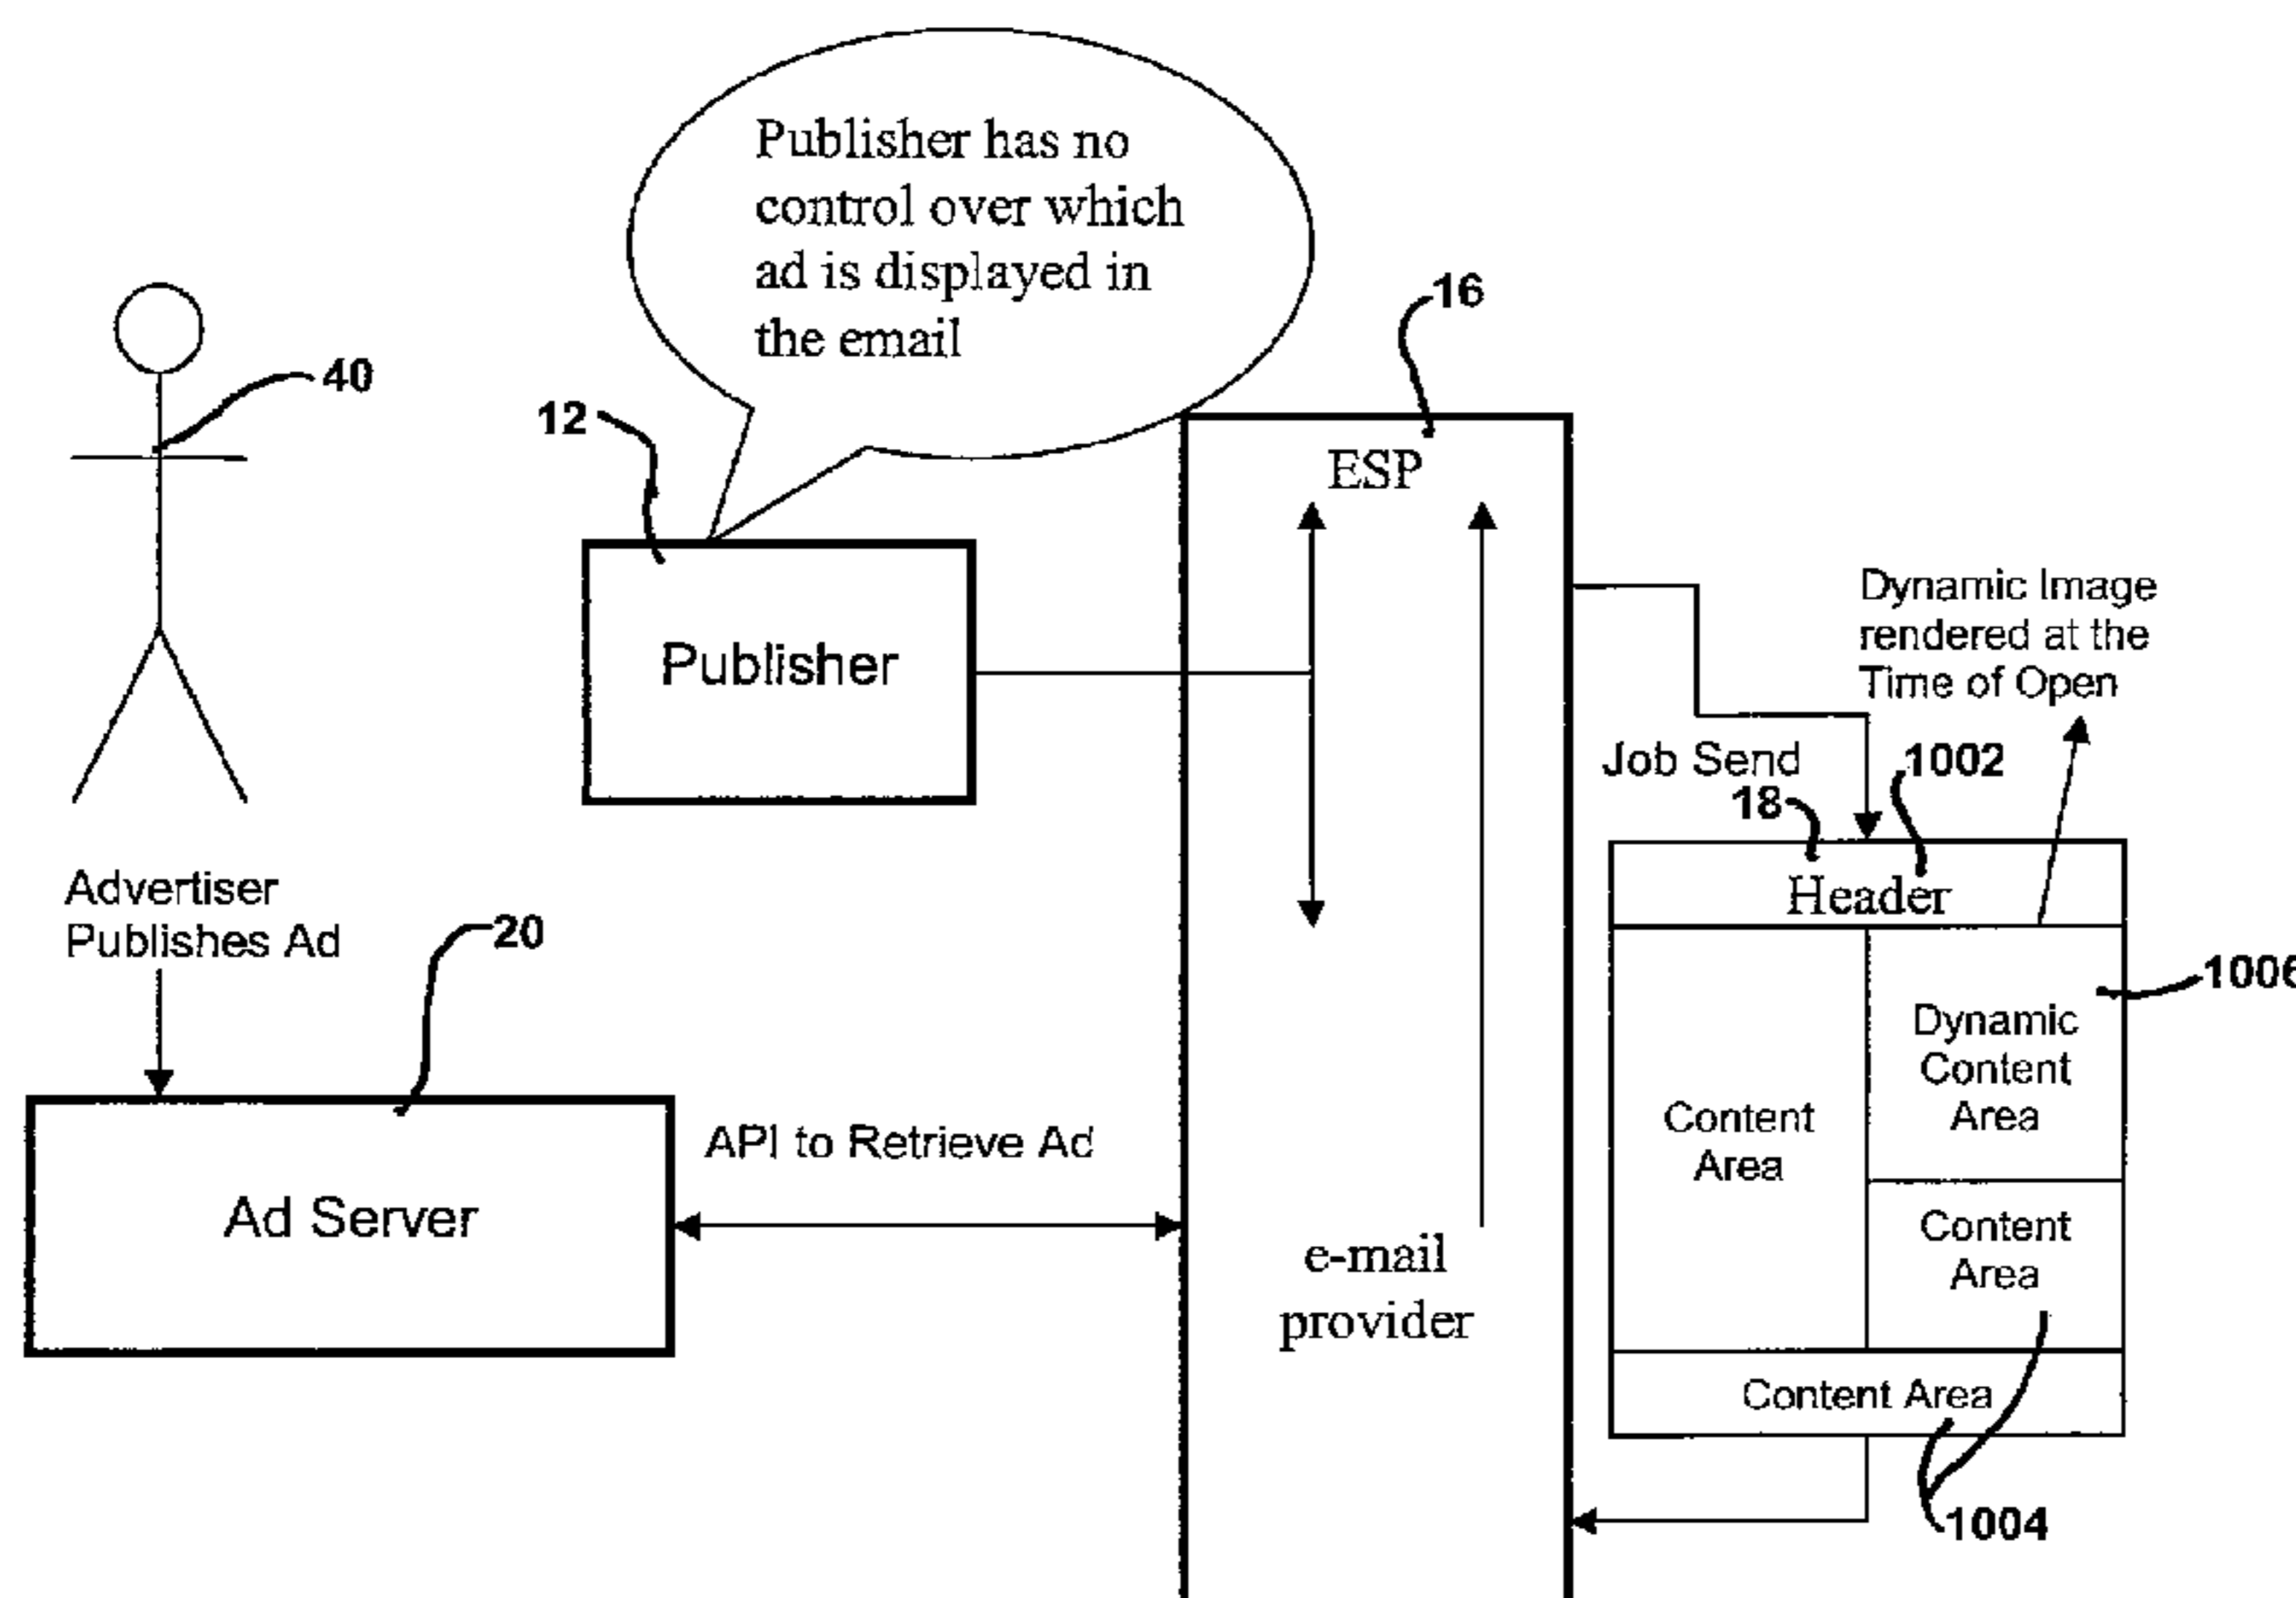 Publisher has no
control over which
ad is displayed in
the email
16
40
12
ESP
Dynamic Image
rendered at the
Time of Open
Publisher
Job Send
1002
18
Header
Advertiser
Publishes Ad
20
1006
Dynamic
Content
Area
Content
Area
API to Retrieve Ad
Ad Server
Content
Area
e-mail
provider
Content Area
1004